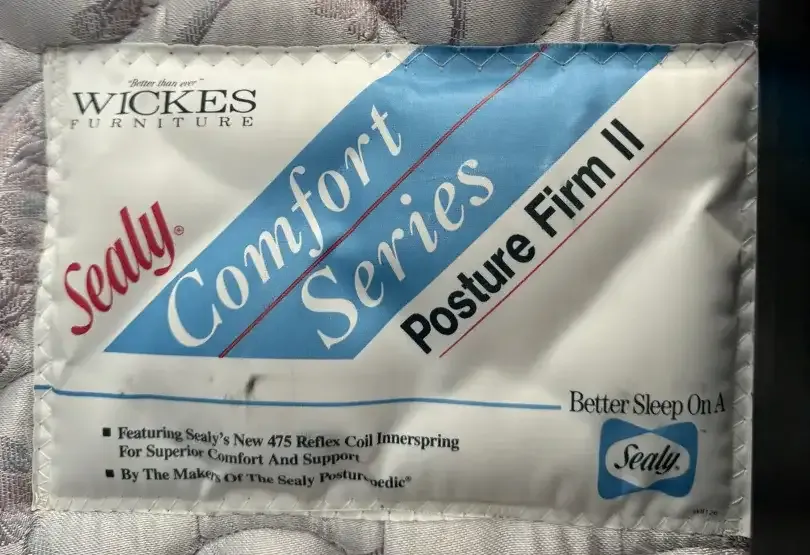 "Better than ever"
WICKES
FURNITURE
Sealy®
Comfort
Series
Posture Firm II
Better Sleep On A
Sealy®
■ Featuring Sealy's New 475 Reflex Coil Innerspring
For Superior Comfort And Support
■ By The Makers Of The Sealy Posturepedic®